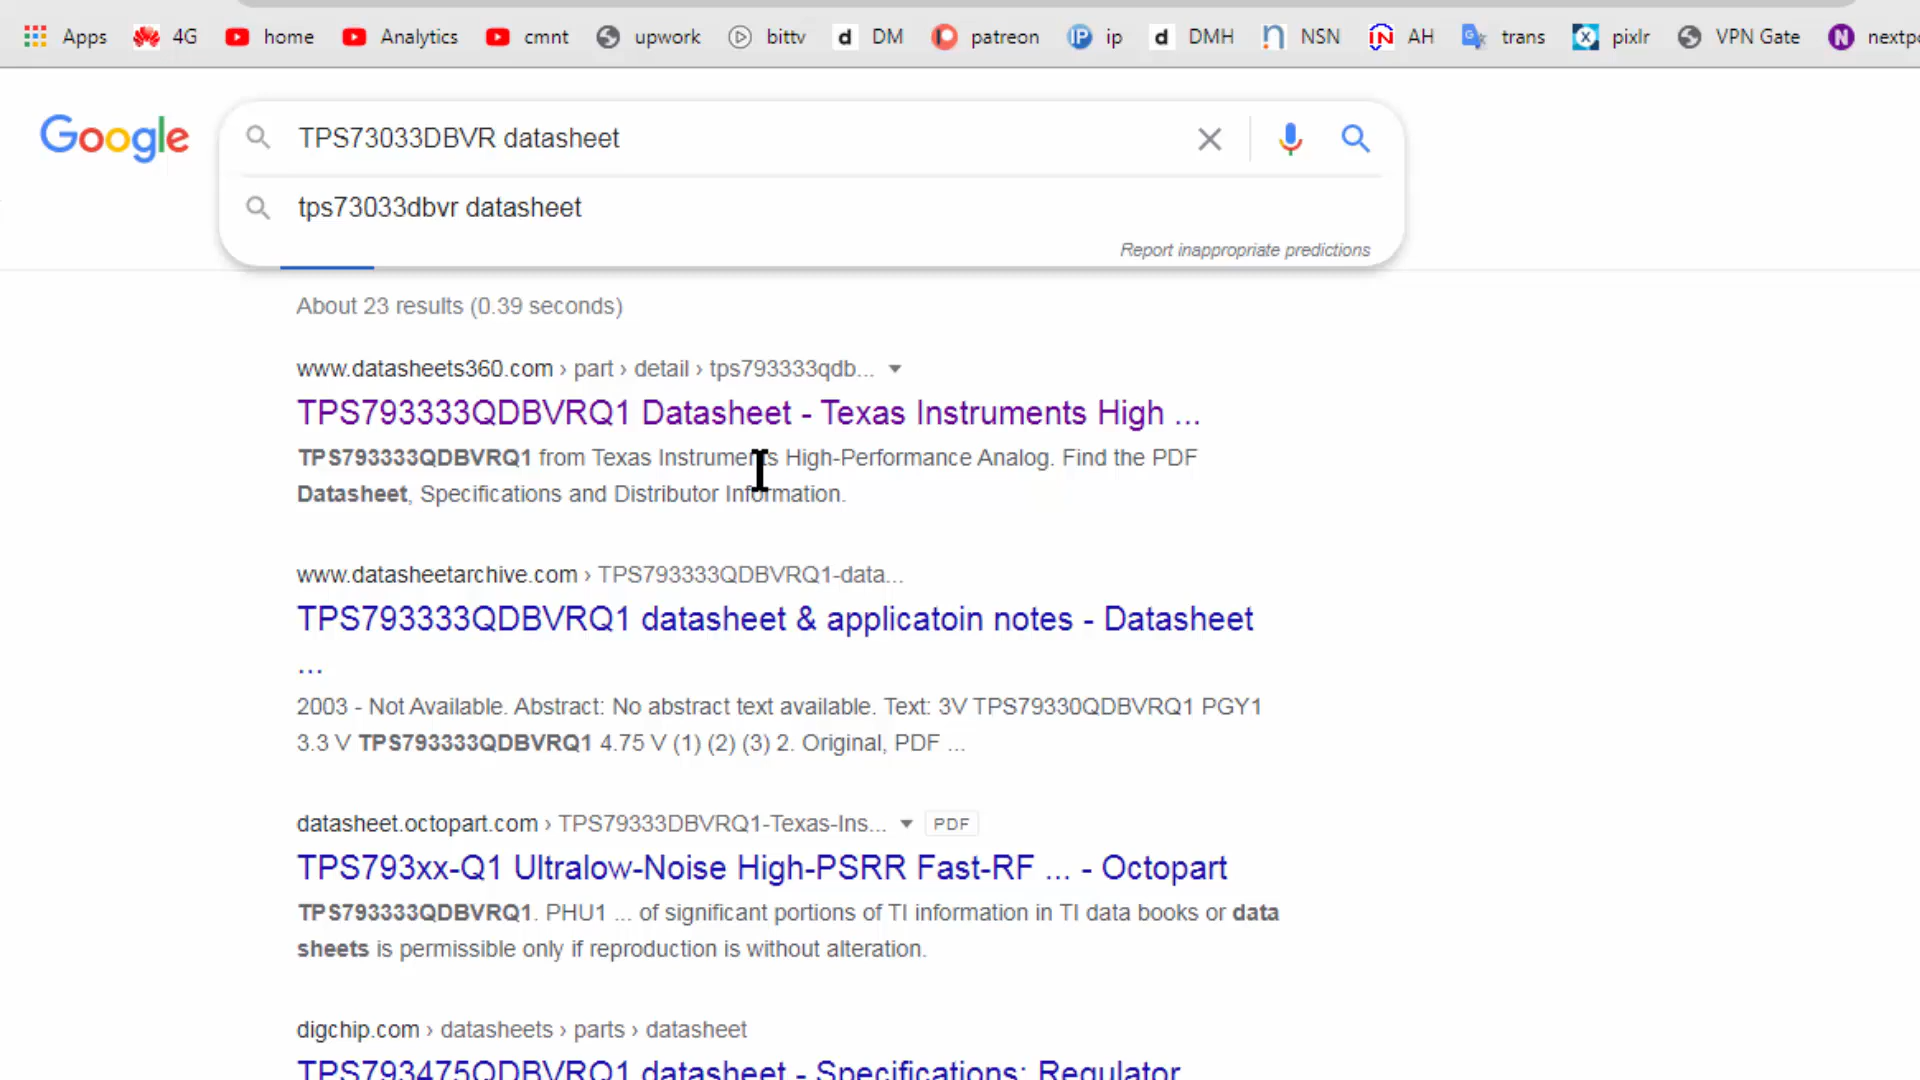 Apps 4G home Analytics cmnt upwork bittv d DM patreon IP ip d DMH n NSN IN AH trans pixlr VPN Gate N nextp
Google TPS73033DBVR datasheet
tps73033dbvr datasheet
Report inappropriate predictions
About 23 results (0.39 seconds)
www.datasheets360.com › part › detail › tps793333qdb...
TPS793333QDBVRQ1 Datasheet - Texas Instruments High ...
TPS793333QDBVRQ1 from Texas Instruments High-Performance Analog. Find the PDF
Datasheet, Specifications and Distributor Information.
www.datasheetarchive.com › TPS793333QDBVRQ1-data...
TPS793333QDBVRQ1 datasheet & applicatoin notes - Datasheet
...
2003 - Not Available. Abstract: No abstract text available. Text: 3V TPS79330QDBVRQ1 PGY1
3.3 V TPS793333QDBVRQ1 4.75 V (1) (2) (3) 2. Original, PDF ...
datasheet.octopart.com › TPS79333DBVRQ1-Texas-Ins... PDF
TPS793xx-Q1 Ultralow-Noise High-PSRR Fast-RF ... - Octopart
TPS793333QDBVRQ1. PHU1 ... of significant portions of TI information in TI data books or data
sheets is permissible only if reproduction is without alteration.
digchip.com › datasheets › parts › datasheet
TPS793475QDBVRQ1 datasheet - Specifications: Regulator